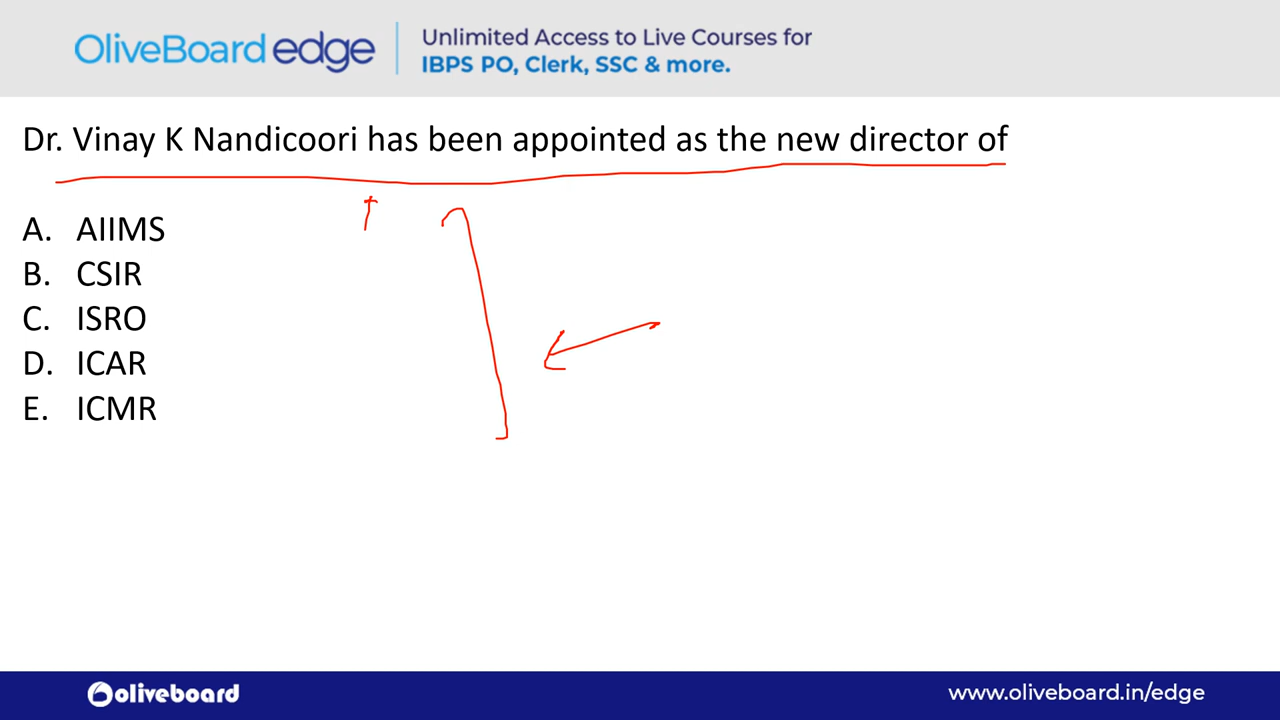 OliveBoard edge
Unlimited Access to Live Courses for
IBPS PO, Clerk, SSC & more.
Dr. Vinay K Nandicoori has been appointed as the new director of
A. AIIMS
B. CSIR
C. ISRO
D. ICAR
E. ICMR
oliveboard
www.oliveboard.in/edge